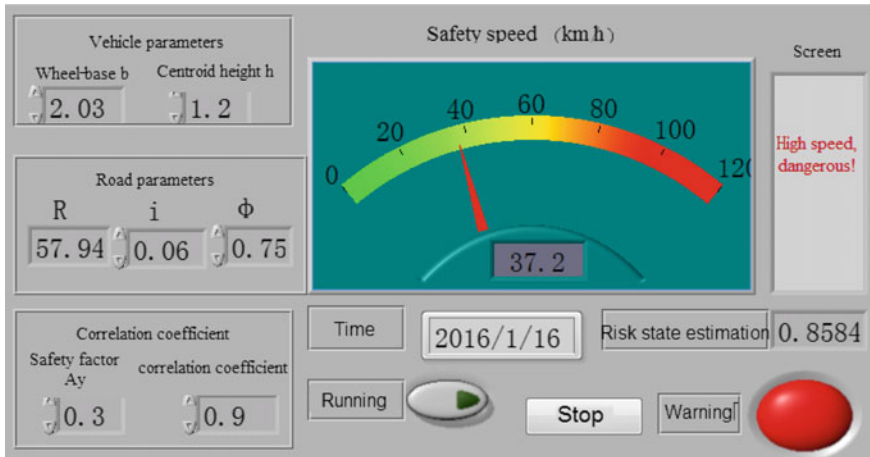 Vehicle parameters
Wheel-base b
Centroid height h
2.03
1.2
Road parameters
R
i
Φ
57.94
0.06
0.75
Correlation coefficient
Safety factor
Ay
correlation coefficient
0.3
0.9
Safety speed （km/h）
0
20
40
60
80
100
120
37.2
Screen
High speed,
dangerous!
Time
2016/1/16
Risk state estimation
0.8584
Running
Stop
Warning